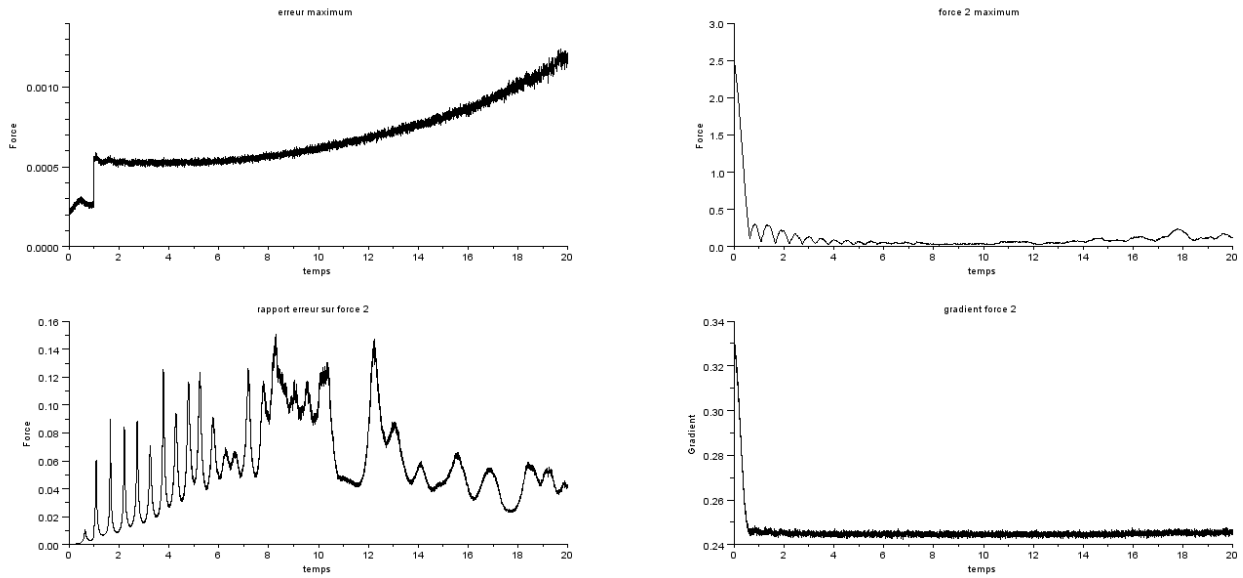 erreur maximum
Force
0.0010
0.0005
0.0000
0 2 4 6 8 10 12 14 16 18 20
temps
force 2 maximum
Force
3.0
2.5
2.0
1.5
1.0
0.5
0.0
0 2 4 6 8 10 12 14 16 18 20
temps
rapport erreur sur force 2
Force
0.16
0.14
0.12
0.10
0.08
0.06
0.04
0.02
0.00
0 2 4 6 8 10 12 14 16 18 20
temps
gradient force 2
Gradient
0.34
0.32
0.30
0.28
0.26
0.24
0 2 4 6 8 10 12 14 16 18 20
temps